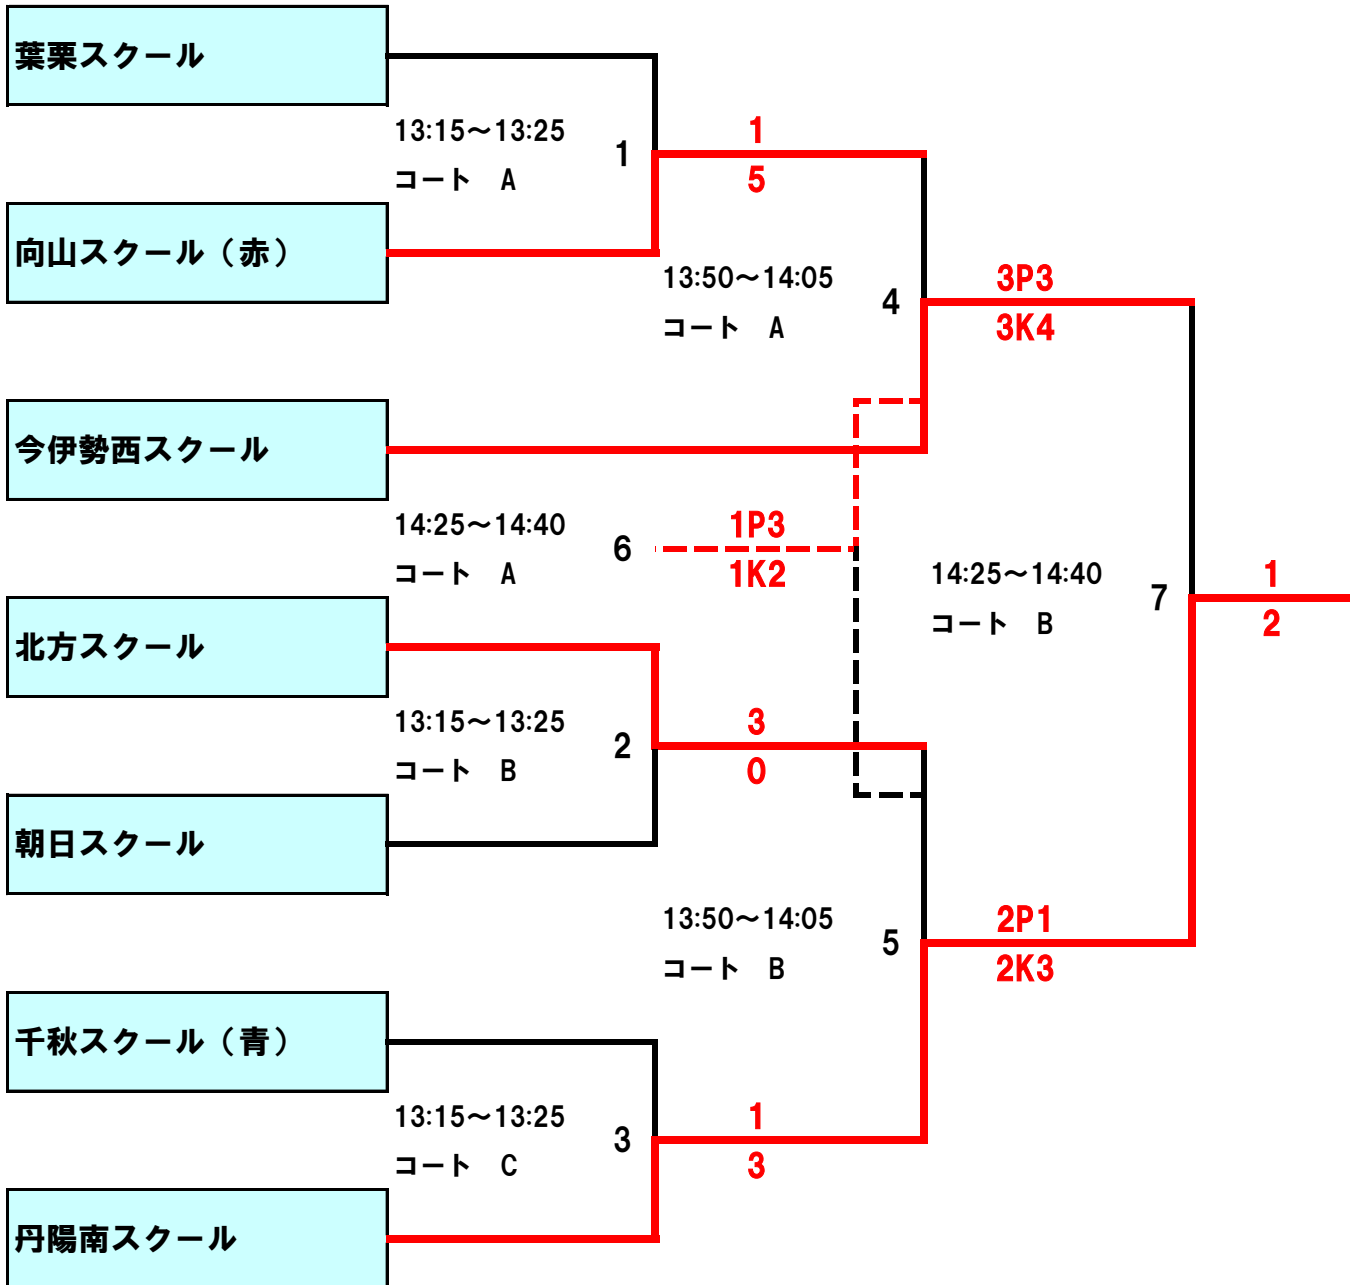 葉栗スクール
13:15～13:25
コート　A
1
1
5
向山スクール（赤）
13:50～14:05
コート　A
4
3P3
3K4
今伊勢西スクール
14:25～14:40
コート　A
6
1P3
1K2
14:25～14:40
コート　B
7
1
2
北方スクール
13:15～13:25
コート　B
2
3
0
朝日スクール
13:50～14:05
コート　B
5
2P1
2K3
千秋スクール（青）
13:15～13:25
コート　C
3
1
3
丹陽南スクール